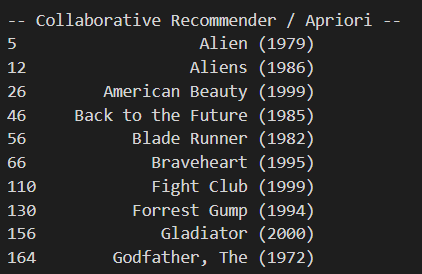 -- Collaborative Recommender / Apriori --
5 Alien (1979)
12 Aliens (1986)
26 American Beauty (1999)
46 Back to the Future (1985)
56 Blade Runner (1982)
66 Braveheart (1995)
110 Fight Club (1999)
130 Forrest Gump (1994)
156 Gladiator (2000)
164 Godfather, The (1972)